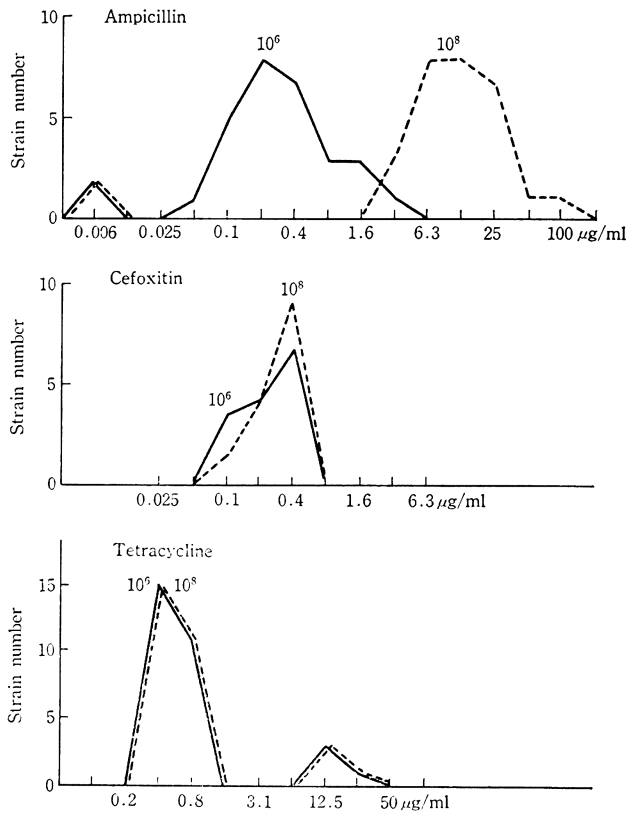 Ampicillin
10
5
0
Strain number
10⁶
10⁸
0.006 0.025 0.1 0.4 1.6 6.3 25 100 μg/ml
Cefoxitin
10
5
0
Strain number
10⁸
10⁶
0.025 0.1 0.4 1.6 6.3 μg/ml
Tetracycline
15
10
5
0
Strain number
10⁶ 10⁸
0.2 0.8 3.1 12.5 50 μg/ml